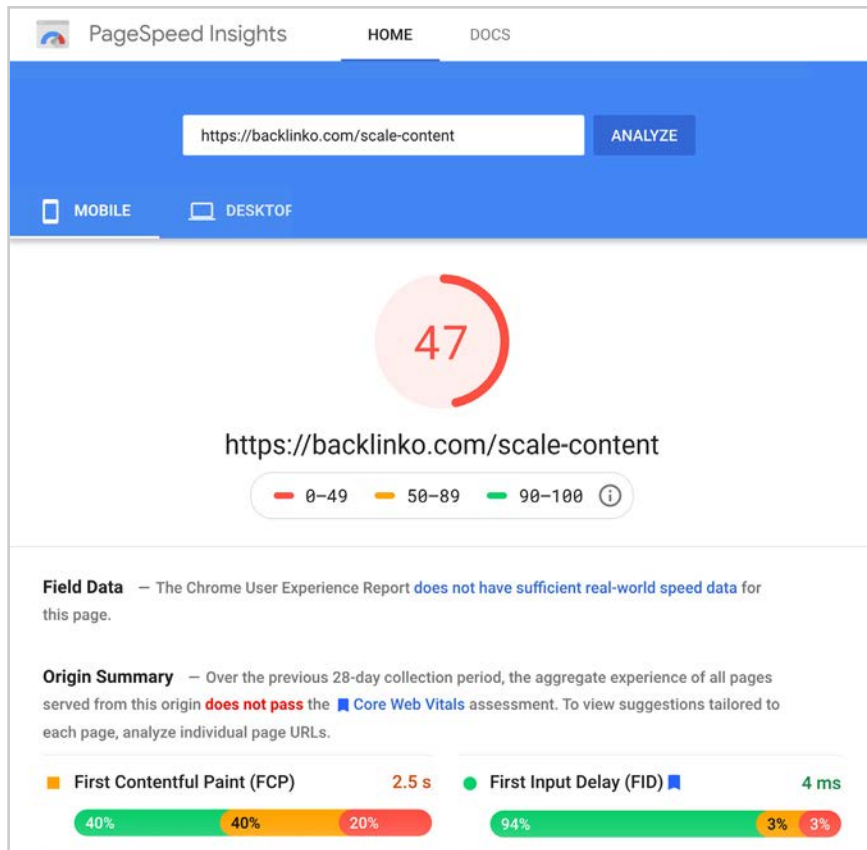 PageSpeed Insights
HOME
DOCS
https://backlinko.com/scale-content
ANALYZE
MOBILE
DESKTOP
47
https://backlinko.com/scale-content
0–49
50–89
90–100
Field Data — The Chrome User Experience Report does not have sufficient real-world speed data for
this page.
Origin Summary — Over the previous 28-day collection period, the aggregate experience of all pages
served from this origin does not pass the Core Web Vitals assessment. To view suggestions tailored to
each page, analyze individual page URLs.
First Contentful Paint (FCP) 2.5 s
First Input Delay (FID) 4 ms
40% 40% 20%
94% 3% 3%